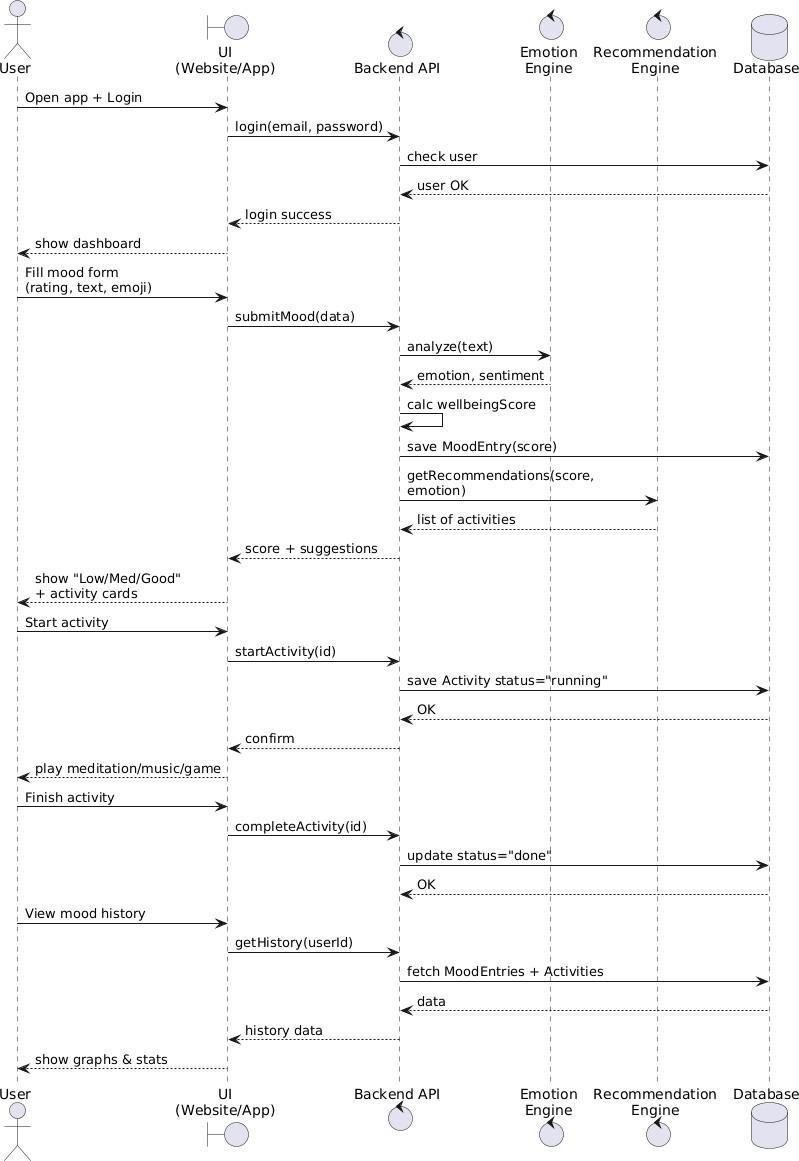 User
UI
(Website/App)
Backend API
Emotion
Engine
Recommendation
Engine
Database
Open app + Login
login(email, password)
check user
user OK
login success
show dashboard
Fill mood form
(rating, text, emoji)
submitMood(data)
analyze(text)
emotion, sentiment
calc wellbeingScore
save MoodEntry(score)
getRecommendations(score,
emotion)
list of activities
score + suggestions
show "Low/Med/Good"
+ activity cards
Start activity
startActivity(id)
save Activity status="running"
OK
confirm
play meditation/music/game
Finish activity
completeActivity(id)
update status="done"
OK
View mood history
getHistory(userId)
fetch MoodEntries + Activities
data
history data
show graphs & stats
User
UI
(Website/App)
Backend API
Emotion
Engine
Recommendation
Engine
Database